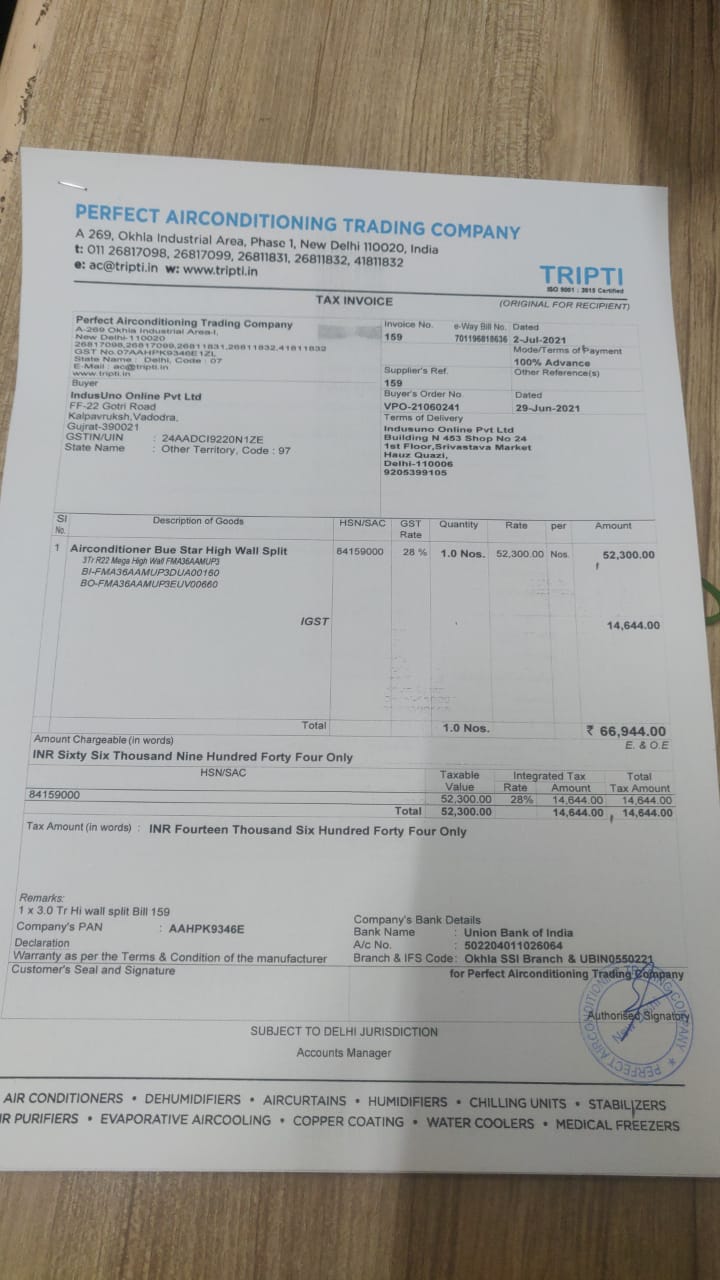 PERFECT AIRCONDITIONING TRADING COMPANY
A 269, Okhla Industrial Area, Phase 1, New Delhi 110020, India
t: 011 26817098, 26817099, 26811831, 26811832, 41811832
e: ac@tripti.in w: www.tripti.in
TRIPTI
ISO 9001 : 2015 Certified
TAX INVOICE
(ORIGINAL FOR RECIPIENT)
Perfect Airconditioning Trading Company
A-269 Okhla Industrial Area-I,
New Delhi-110020
26817098,26817099,26811831,26811832,41811832
GST No.07AAHPK9346E1ZL
State Name : Delhi, Code : 07
E-Mail : ac@tripti.in
www.tripti.in
Invoice No. e-Way Bill No. Dated
159 701196818636 2-Jul-2021
Mode/Terms of Payment
100% Advance
Supplier's Ref. Other Reference(s)
159
Buyer
IndusUno Online Pvt Ltd
FF-22 Gotri Road
Kalpavruksh,Vadodra,
Gujrat-390021
GSTIN/UIN : 24AADCI9220N1ZE
State Name : Other Territory, Code : 97
Buyer's Order No. Dated
VPO-21060241 29-Jun-2021
Terms of Delivery
Indusuno Online Pvt Ltd
Building N 453 Shop No 24
1st Floor,Srivastava Market
Hauz Quazi,
Delhi-110006
9205399105
Sl No. Description of Goods HSN/SAC GST Rate Quantity Rate per Amount
1 Airconditioner Bue Star High Wall Split 84159000 28 % 1.0 Nos. 52,300.00 Nos. 52,300.00
3Tr R22 Mega High Wall FMA36AAMUP3
BI-FMA36AAMUP3DUA00160
BO-FMA36AAMUP3EUV00660
IGST 14,644.00
Total 1.0 Nos. ₹ 66,944.00
Amount Chargeable (in words) E. & O.E
INR Sixty Six Thousand Nine Hundred Forty Four Only
HSN/SAC Taxable Value Integrated Tax Rate Amount Total Tax Amount
84159000 52,300.00 28% 14,644.00 14,644.00
Total 52,300.00 14,644.00 14,644.00
Tax Amount (in words) : INR Fourteen Thousand Six Hundred Forty Four Only
Remarks:
1 x 3.0 Tr Hi wall split Bill 159
Company's PAN : AAHPK9346E
Declaration
Warranty as per the Terms & Condition of the manufacturer
Company's Bank Details
Bank Name : Union Bank of India
A/c No. : 502204011026064
Branch & IFS Code : Okhla SSI Branch & UBIN0550221
Customer's Seal and Signature
for Perfect Airconditioning Trading Company
Authorised Signatory
PERFECT AIRCONDITIONING TRADING COMPANY
New Delhi
SUBJECT TO DELHI JURISDICTION
Accounts Manager
AIR CONDITIONERS • DEHUMIDIFIERS • AIRCURTAINS • HUMIDIFIERS • CHILLING UNITS • STABILIZERS
IR PURIFIERS • EVAPORATIVE AIRCOOLING • COPPER COATING • WATER COOLERS • MEDICAL FREEZERS